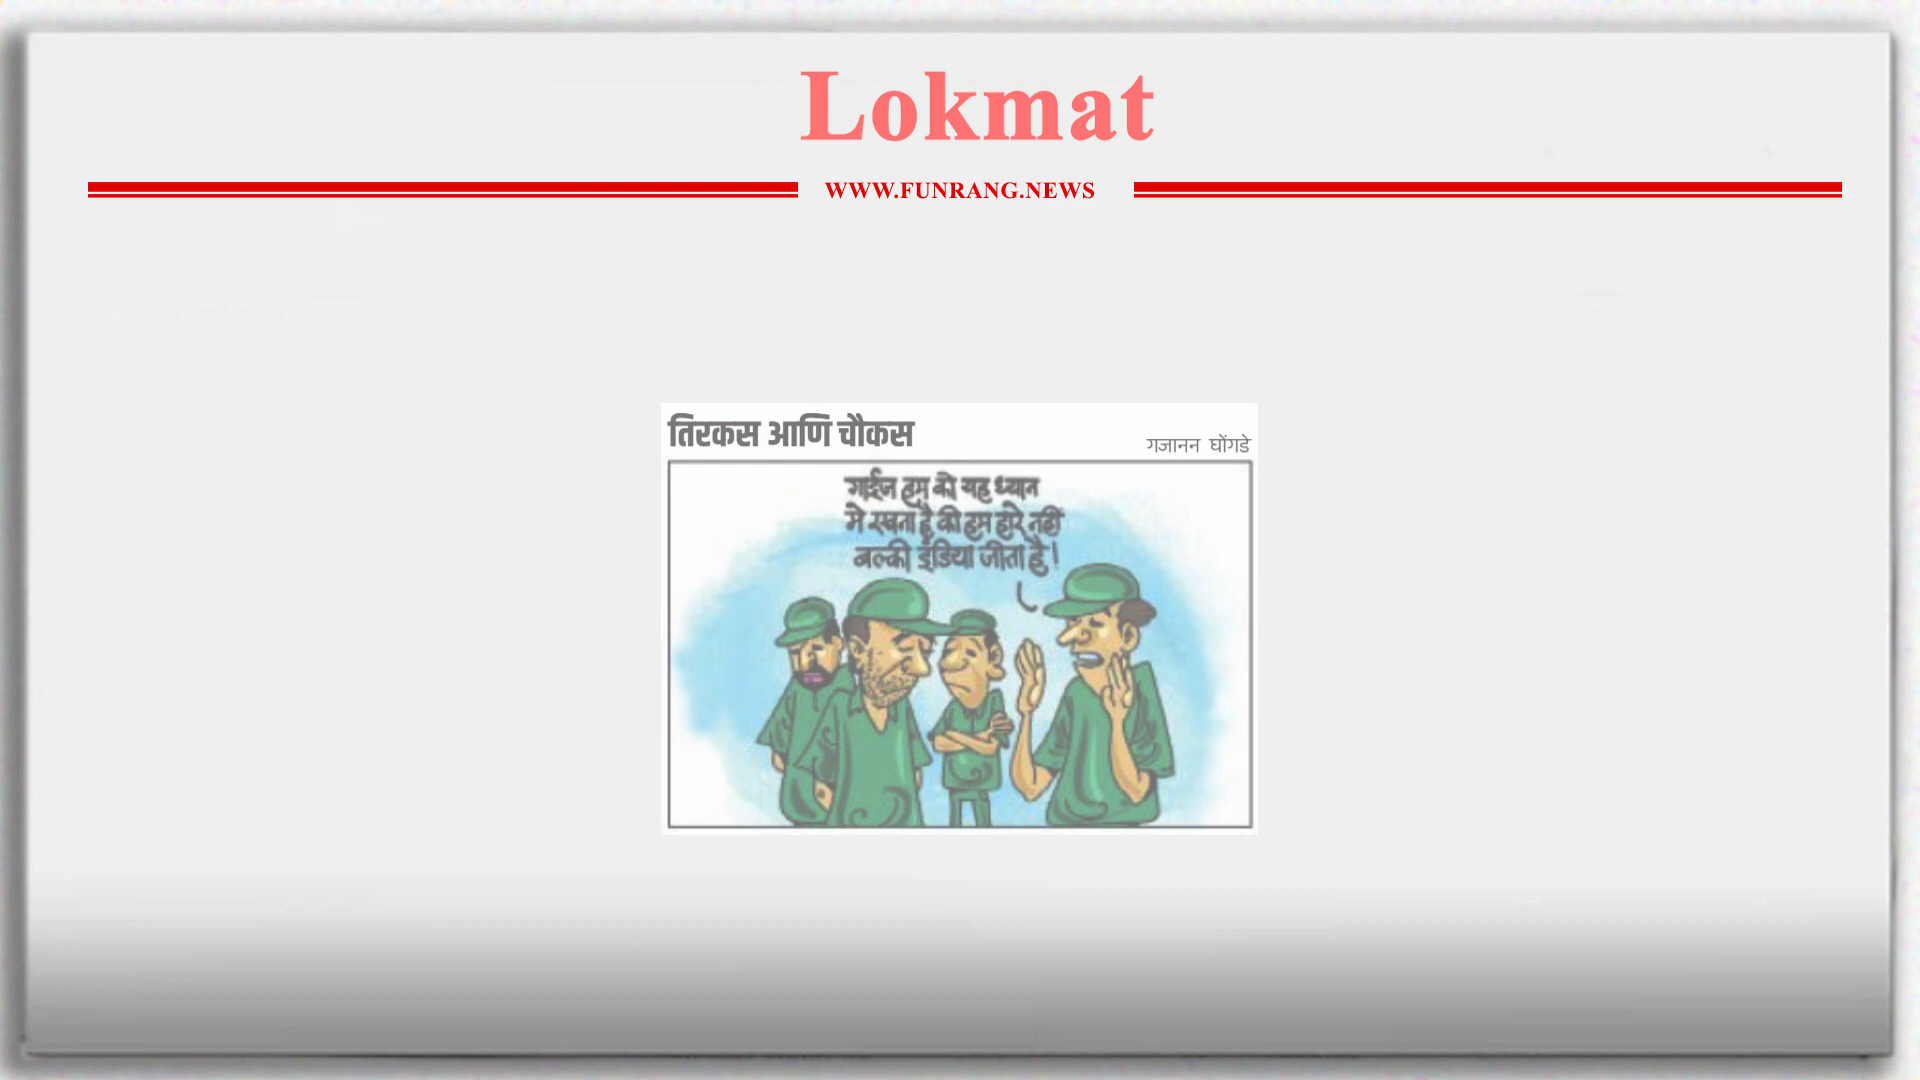 Lokmat
WWW.FUNRANG.NEWS
तिरकस आणि चौकस
गजानन घोंगडे
गाईज हम को यह ध्यान
मे रखना है की हम हारे नहीं
बल्की इंडिया जीता है!